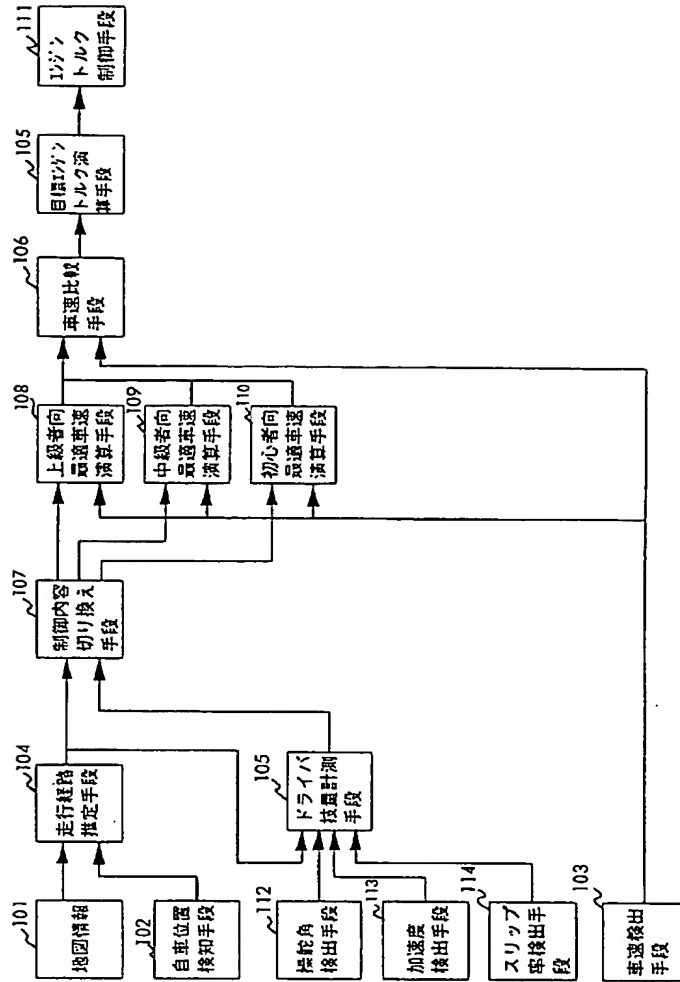 101
地図情報
102
自車位置
検知手段
104
走行経路
推定手段
112
操舵角
検出手段
113
加速度
検出手段
114
スリップ
率検出手
段
103
車速検出
手段
105
ドライバ
技量計測
手段
107
制御内容
切り換え
手段
108
上級者向
最適車速
演算手段
109
中級者向
最適車速
演算手段
110
初心者向
最適車速
演算手段
106
車速比較
手段
105
目標エンジン
トルク演
算手段
111
エンジン
トルク
制御手段